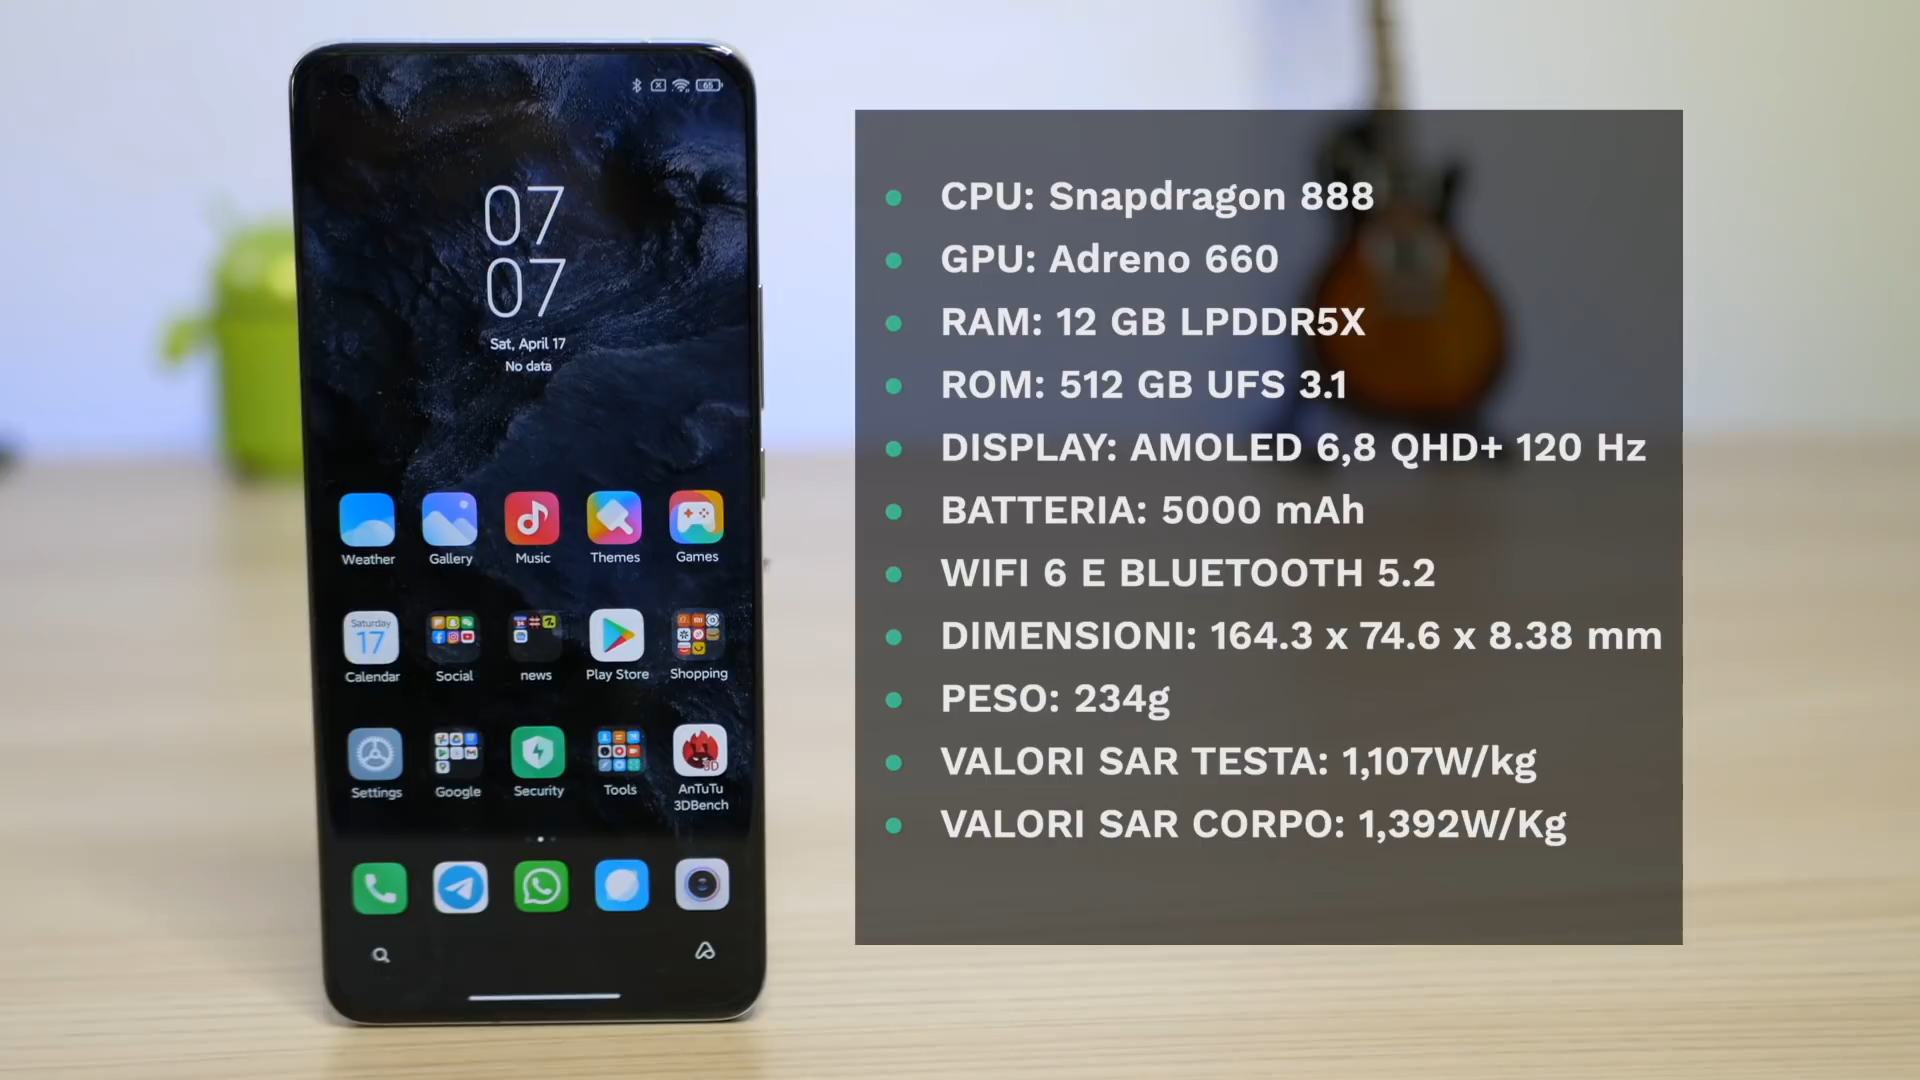 65
07
07
Sat, April 17
No data
Weather
Gallery
Music
Themes
Games
Saturday
17
Calendar
Social
news
Play Store
Shopping
Settings
Google
Security
Tools
3D
AnTuTu
3DBench
CPU: Snapdragon 888
GPU: Adreno 660
RAM: 12 GB LPDDR5X
ROM: 512 GB UFS 3.1
DISPLAY: AMOLED 6,8 QHD+ 120 Hz
BATTERIA: 5000 mAh
WIFI 6 E BLUETOOTH 5.2
DIMENSIONI: 164.3 x 74.6 x 8.38 mm
PESO: 234g
VALORI SAR TESTA: 1,107W/kg
VALORI SAR CORPO: 1,392W/Kg